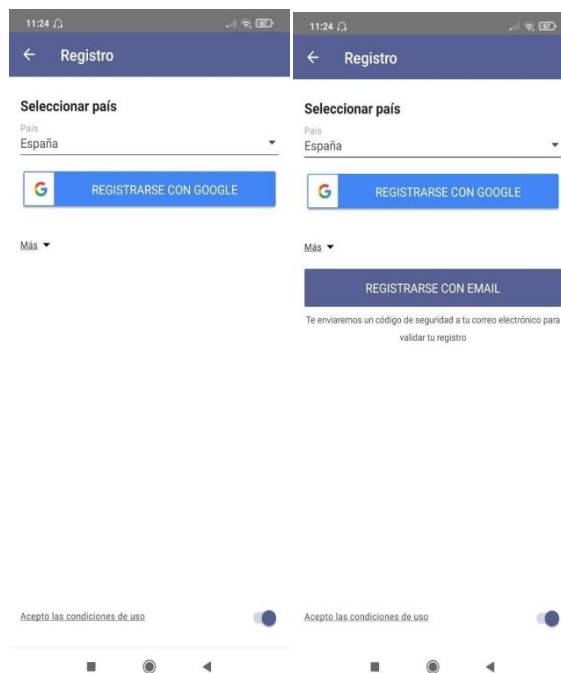 11:24
67
Registro
Seleccionar país
País
España
REGISTRARSE CON GOOGLE
Más
Acepto las condiciones de uso
11:24
67
Registro
Seleccionar país
País
España
REGISTRARSE CON GOOGLE
Más
REGISTRARSE CON EMAIL
Te enviaremos un código de seguridad a tu correo electrónico para
validar tu registro
Acepto las condiciones de uso